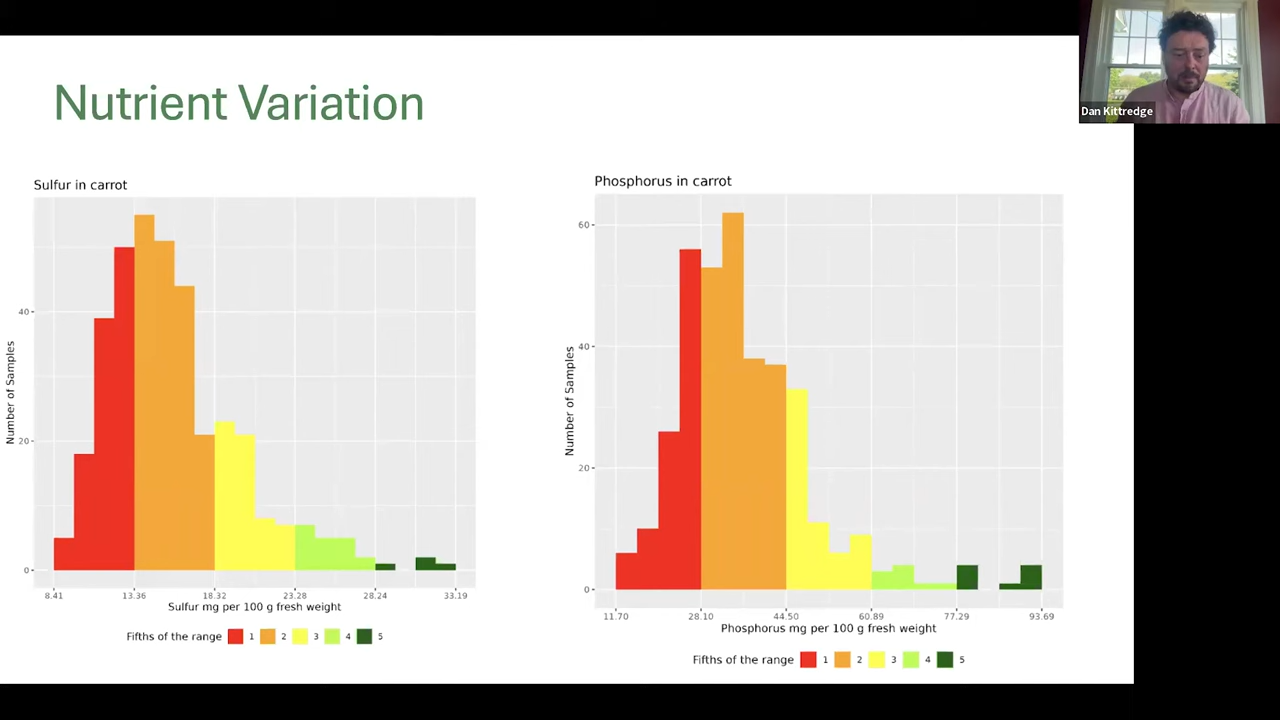 Nutrient Variation
Dan Kittredge
Sulfur in carrot
Number of Samples
40
20
0
8.41 13.36 18.32 23.28 28.24 33.19
Sulfur mg per 100 g fresh weight
Fifths of the range 1 2 3 4 5
Phosphorus in carrot
Number of Samples
60
40
20
0
11.70 28.10 44.50 60.89 77.29 93.69
Phosphorus mg per 100 g fresh weight
Fifths of the range 1 2 3 4 5